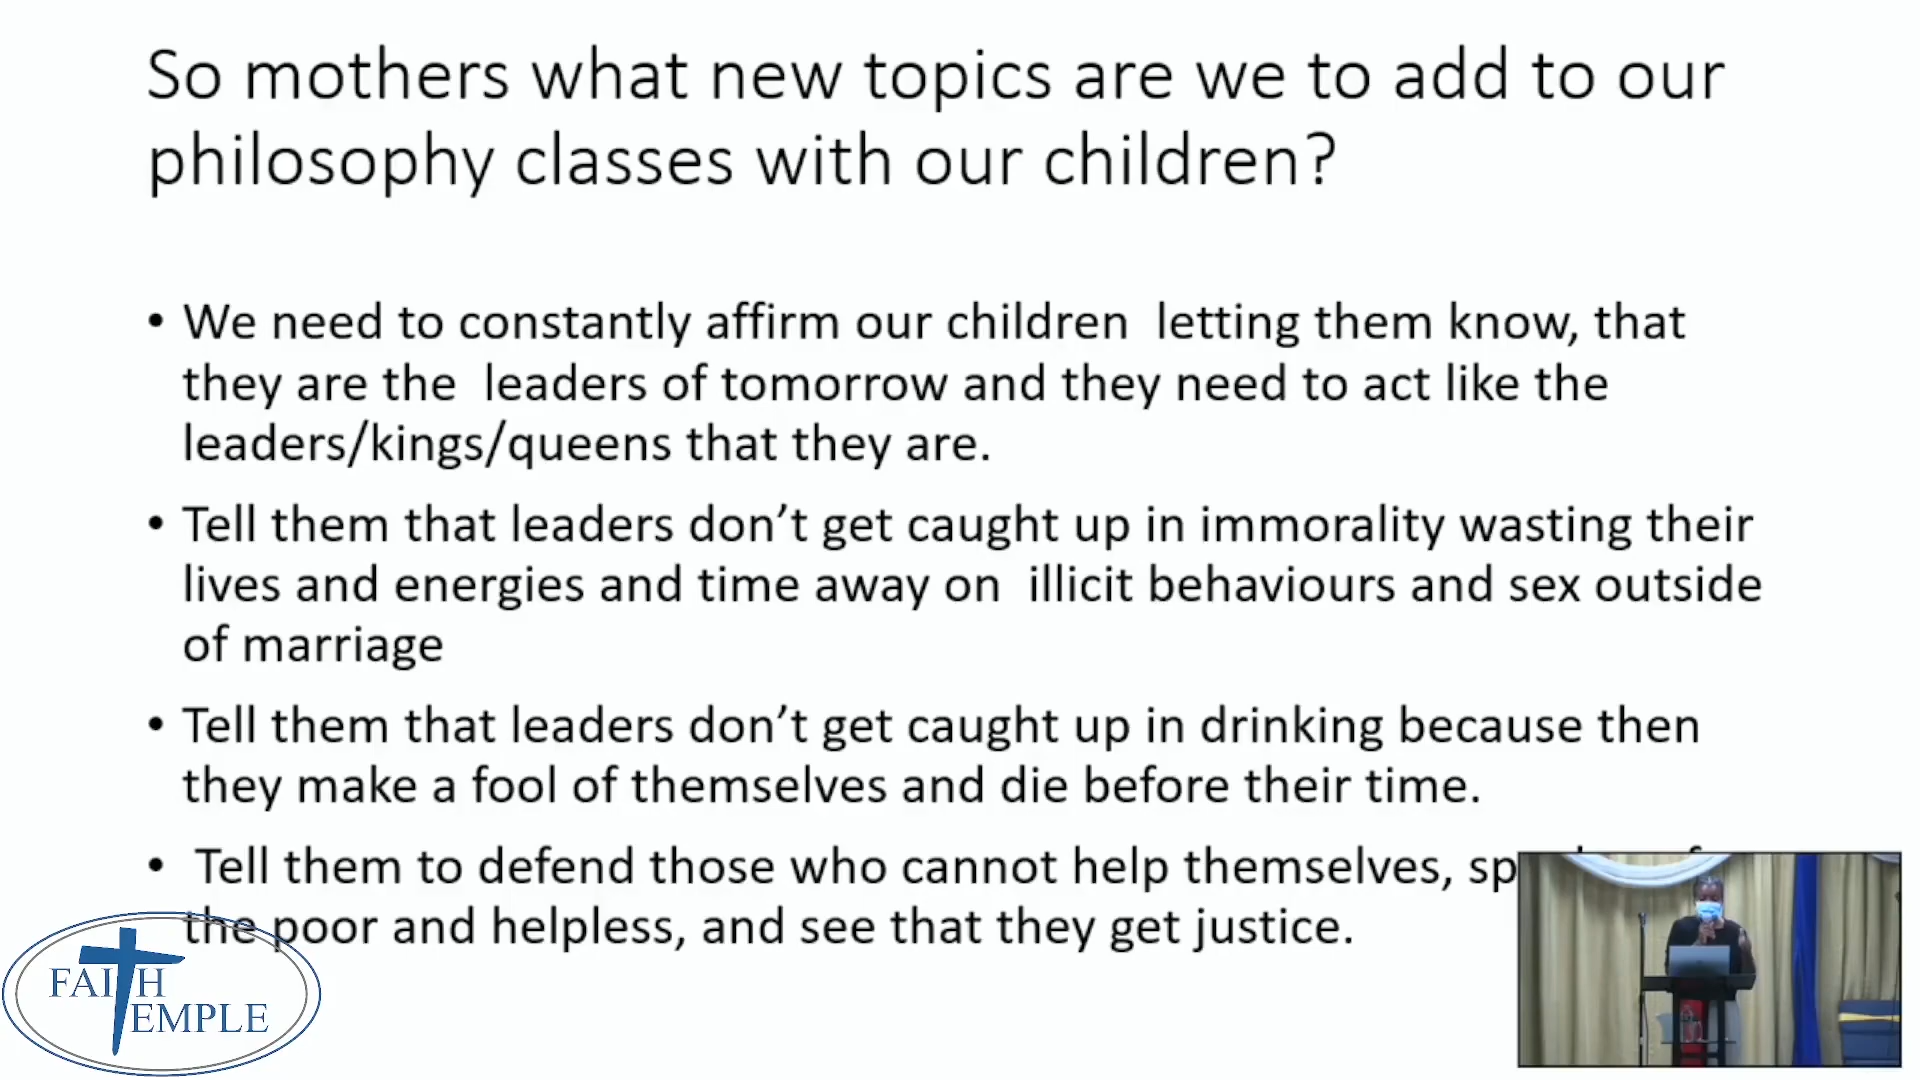 So mothers what new topics are we to add to our
philosophy classes with our children?
• We need to constantly affirm our children letting them know, that
they are the leaders of tomorrow and they need to act like the
leaders/kings/queens that they are.
• Tell them that leaders don’t get caught up in immorality wasting their
lives and energies and time away on illicit behaviours and sex outside
of marriage
• Tell them that leaders don’t get caught up in drinking because then
they make a fool of themselves and die before their time.
• Tell them to defend those who cannot help themselves,
the poor and helpless, and see that they get justice.
FAITH
TEMPLE